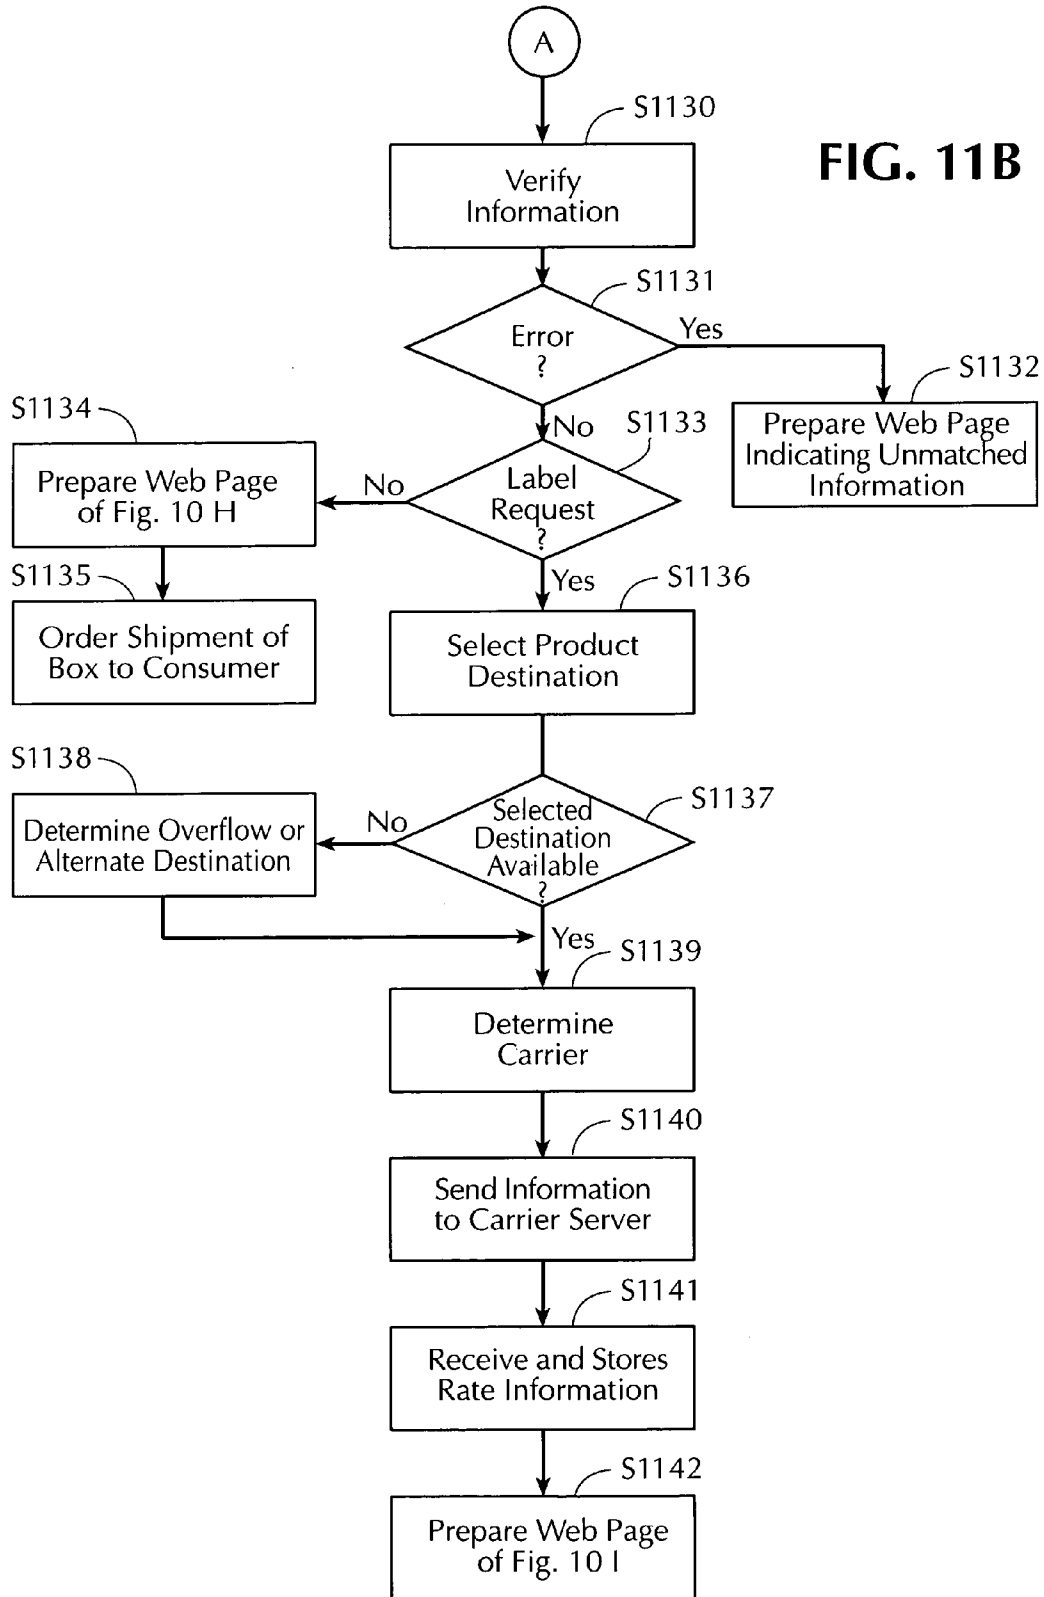 A
S1130
FIG. 11B
Verify
Information
S1131
Error
?
Yes
S1132
Prepare Web Page
Indicating Unmatched
Information
No
S1133
S1134
Label
Request
?
No
Prepare Web Page
of Fig. 10 H
S1135
Order Shipment of
Box to Consumer
Yes
S1136
Select Product
Destination
S1137
Selected
Destination
Available
?
No
S1138
Determine Overflow or
Alternate Destination
Yes
S1139
Determine
Carrier
S1140
Send Information
to Carrier Server
S1141
Receive and Stores
Rate Information
S1142
Prepare Web Page
of Fig. 10 I